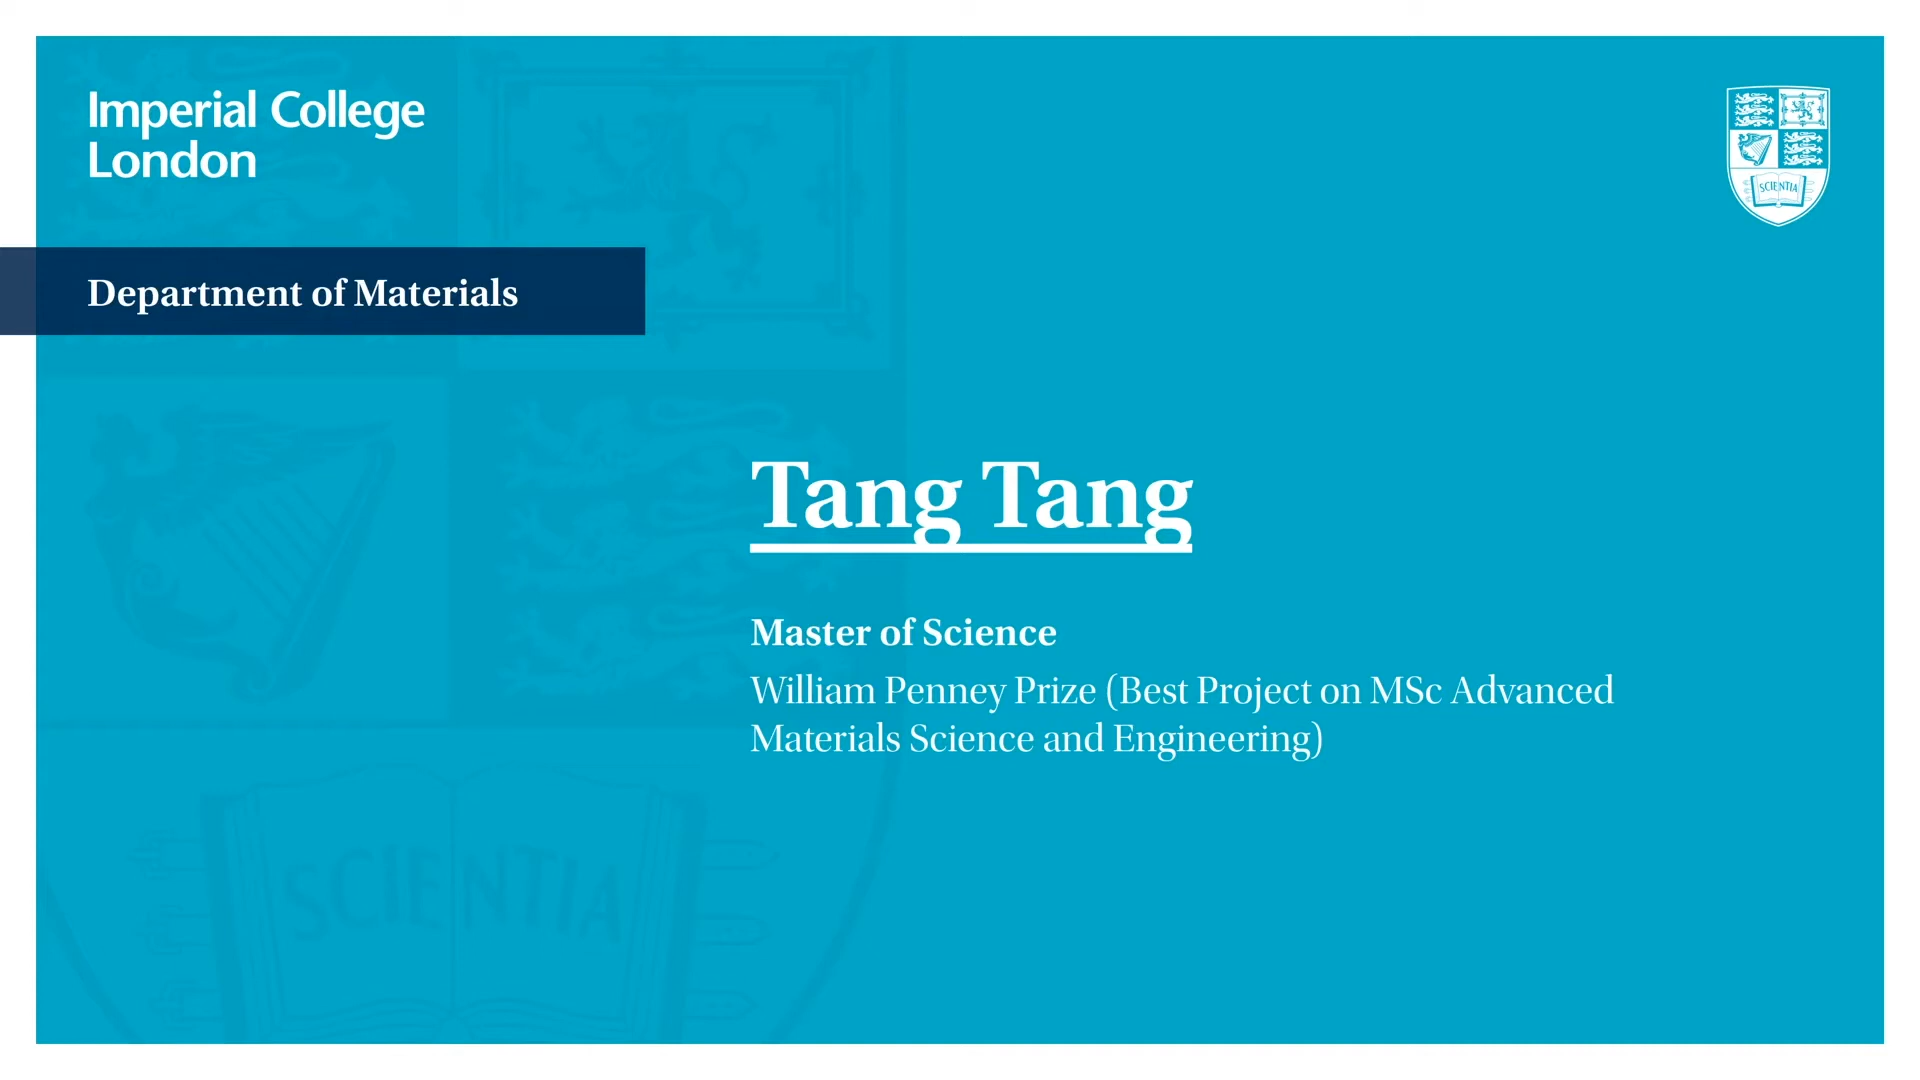 Imperial College
London
SCIENTIA
Department of Materials
Tang Tang
Master of Science
William Penney Prize (Best Project on MSc Advanced
Materials Science and Engineering)
SCIENTIA